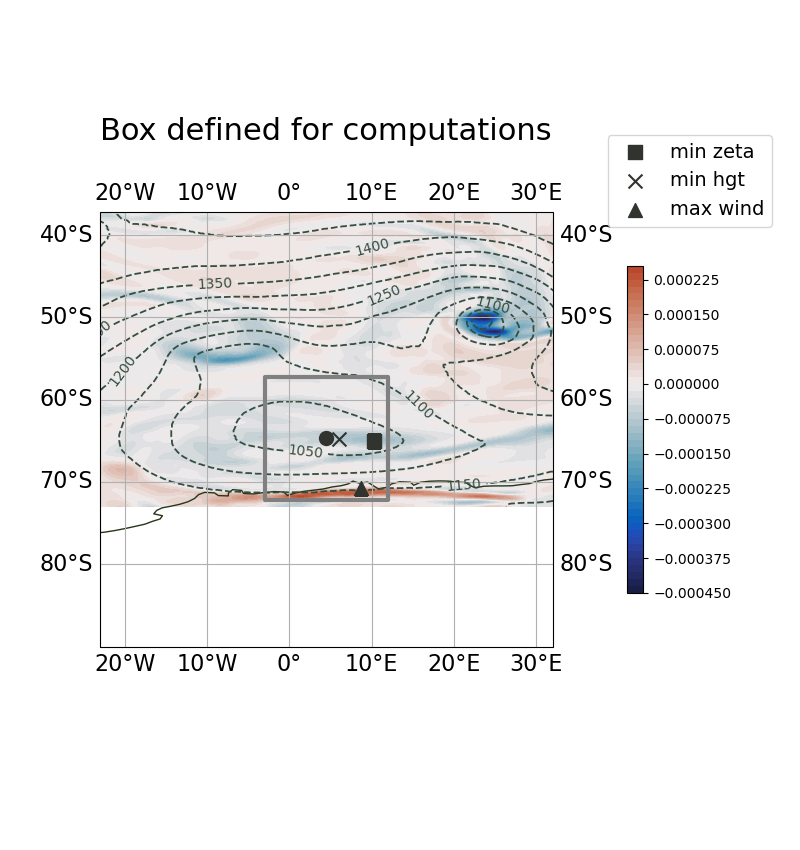 Box defined for computations
min zeta
min hgt
max wind
20°W 10°W 0° 10°E 20°E 30°E
40°S 40°S
1400
1350
1250
1100
50°S 50°S
1200
60°S 60°S
1100
1050
70°S 70°S
1150
80°S 80°S
20°W 10°W 0° 10°E 20°E 30°E
0.000225
0.000150
0.000075
0.000000
−0.000075
−0.000150
−0.000225
−0.000300
−0.000375
−0.000450